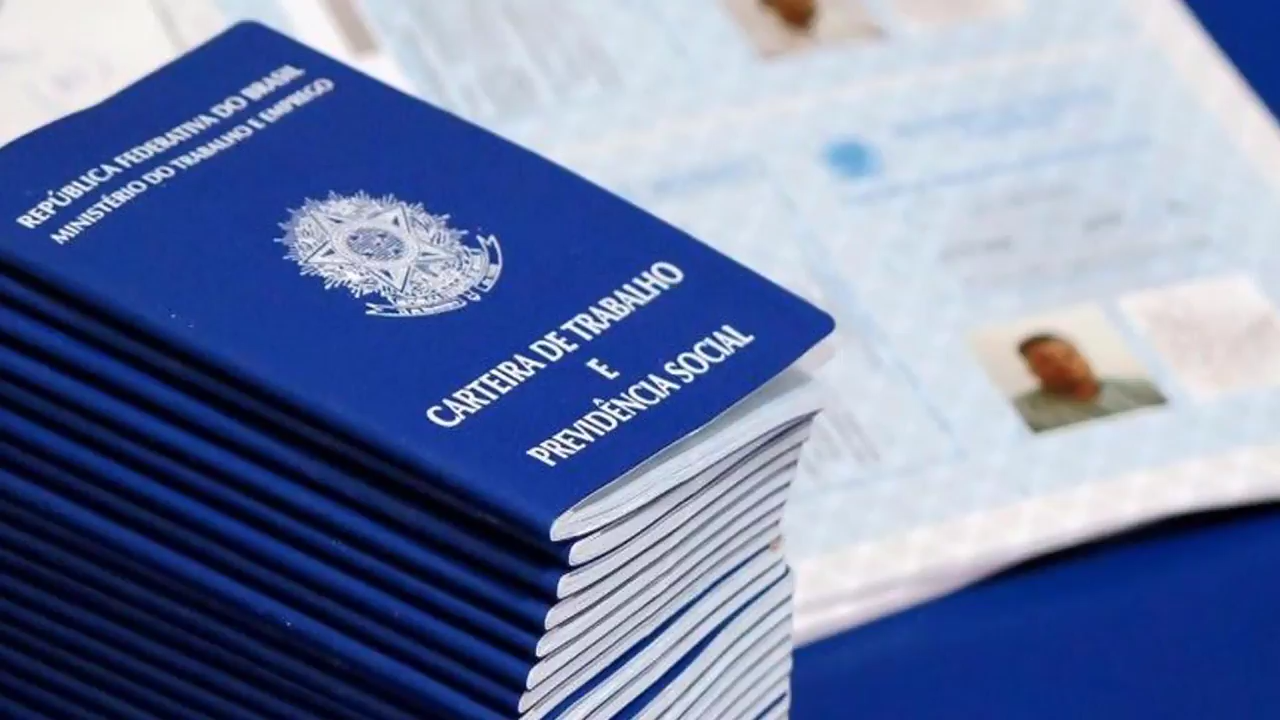 REPÚBLICA FEDERATIVA DO BRASIL
MINISTÉRIO DO TRABALHO E EMPREGO
CARTEIRA DE TRABALHO
E
PREVIDÊNCIA SOCIAL